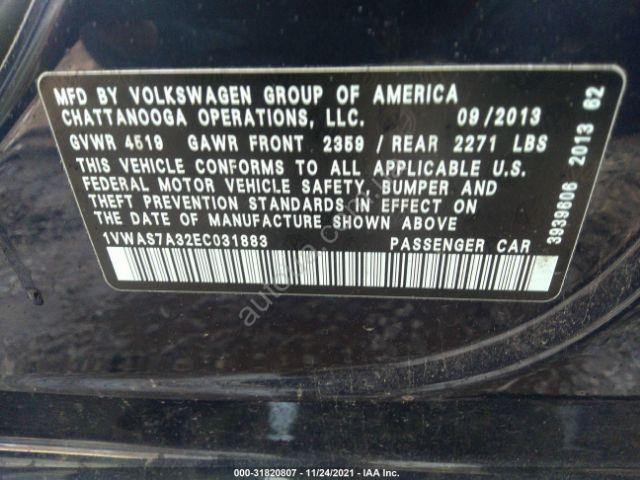 MFD BY VOLKSWAGEN GROUP OF AMERICA
CHATTANOOGA OPERATIONS, LLC. 09/2013
GVWR 4519 GAWR FRONT 2359 / REAR 2271 LBS
THIS VEHICLE CONFORMS TO ALL APPLICABLE U.S.
FEDERAL MOTOR VEHICLE SAFETY, BUMPER AND
THEFT PREVENTION STANDARDS IN EFFECT ON
THE DATE OF MANUFACTURE SHOWN ABOVE
1VWAS7A32EC031883 PASSENGER CAR
3939606 2013 62
000-31820807 - 11/24/2021 - IAA Inc.